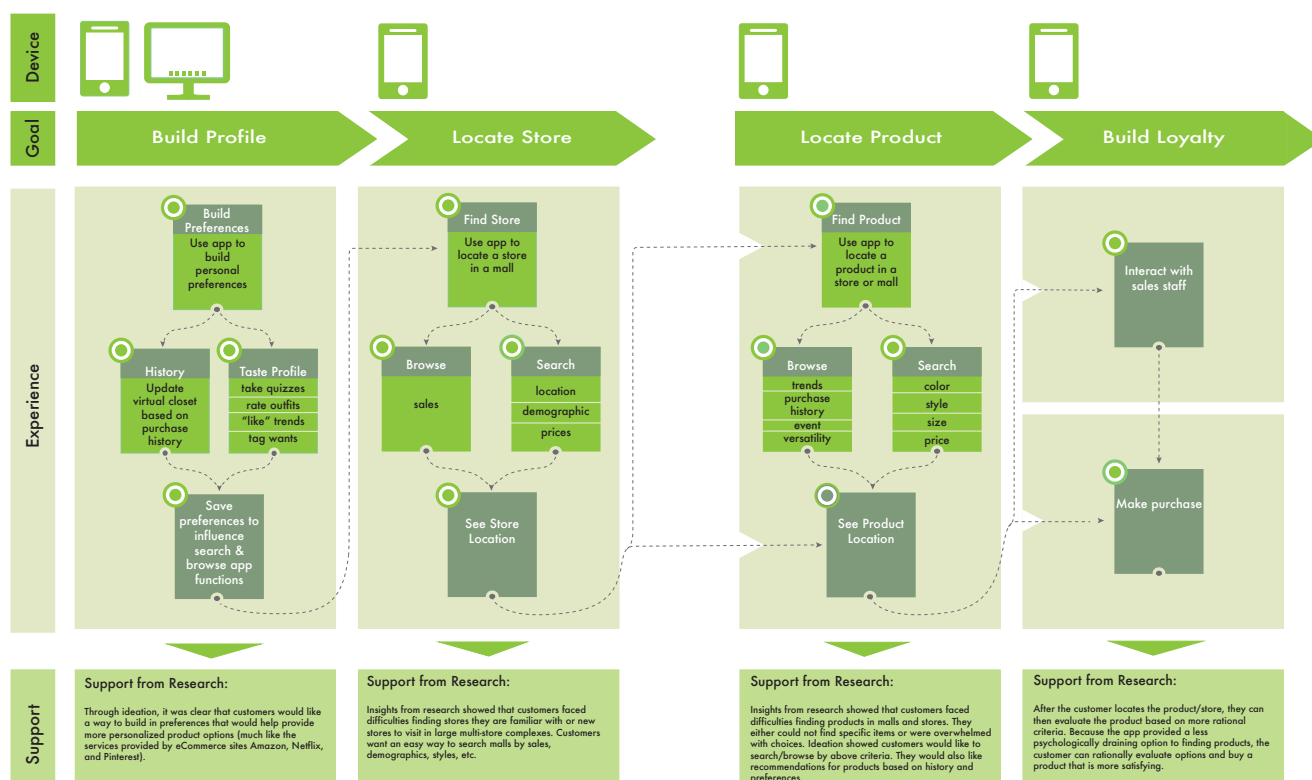 Device
Goal
Build Profile
Locate Store
Locate Product
Build Loyalty
Experience
Build
Preferences
Use app to
build
personal
preferences
History
Update
virtual closet
based on
purchase
history
Taste Profile
take quizzes
rate outfits
“like” trends
tag wants
Save
preferences to
influence
search &
browse app
functions
Find Store
Use app to
locate a store
in a mall
Browse
sales
Search
location
demographic
prices
See Store
Location
Find Product
Use app to
locate a
product in a
store or mall
Browse
trends
purchase
history
event
versatility
Search
color
style
size
price
See Product
Location
Interact with
sales staff
Make purchase
Support
Support from Research:
Through ideation, it was clear that customers would like
a way to build in preferences that would help provide
more personalized product options (much like the
services provided by eCommerce sites Amazon, Netflix,
and Pinterest).
Support from Research:
Insights from research showed that customers faced
difficulties finding stores they are familiar with or new
stores to visit in large multi-store complexes. Customers
want an easy way to search malls by sales,
demographics, styles, etc.
Support from Research:
Insights from research showed that customers faced
difficulties finding products in malls and stores. They
either could not find specific items or were overwhelmed
with choices. Ideation showed customers would like to
search/browse by above criteria. They would also like
recommendations for products based on history and
preferences
Support from Research:
After the customer locates the product/store, they can
then evaluate the product based on more rational
criteria. Because the app provided a less
psychologically draining option to finding products, the
customer can rationally evaluate options and buy a
product that is more satisfying.